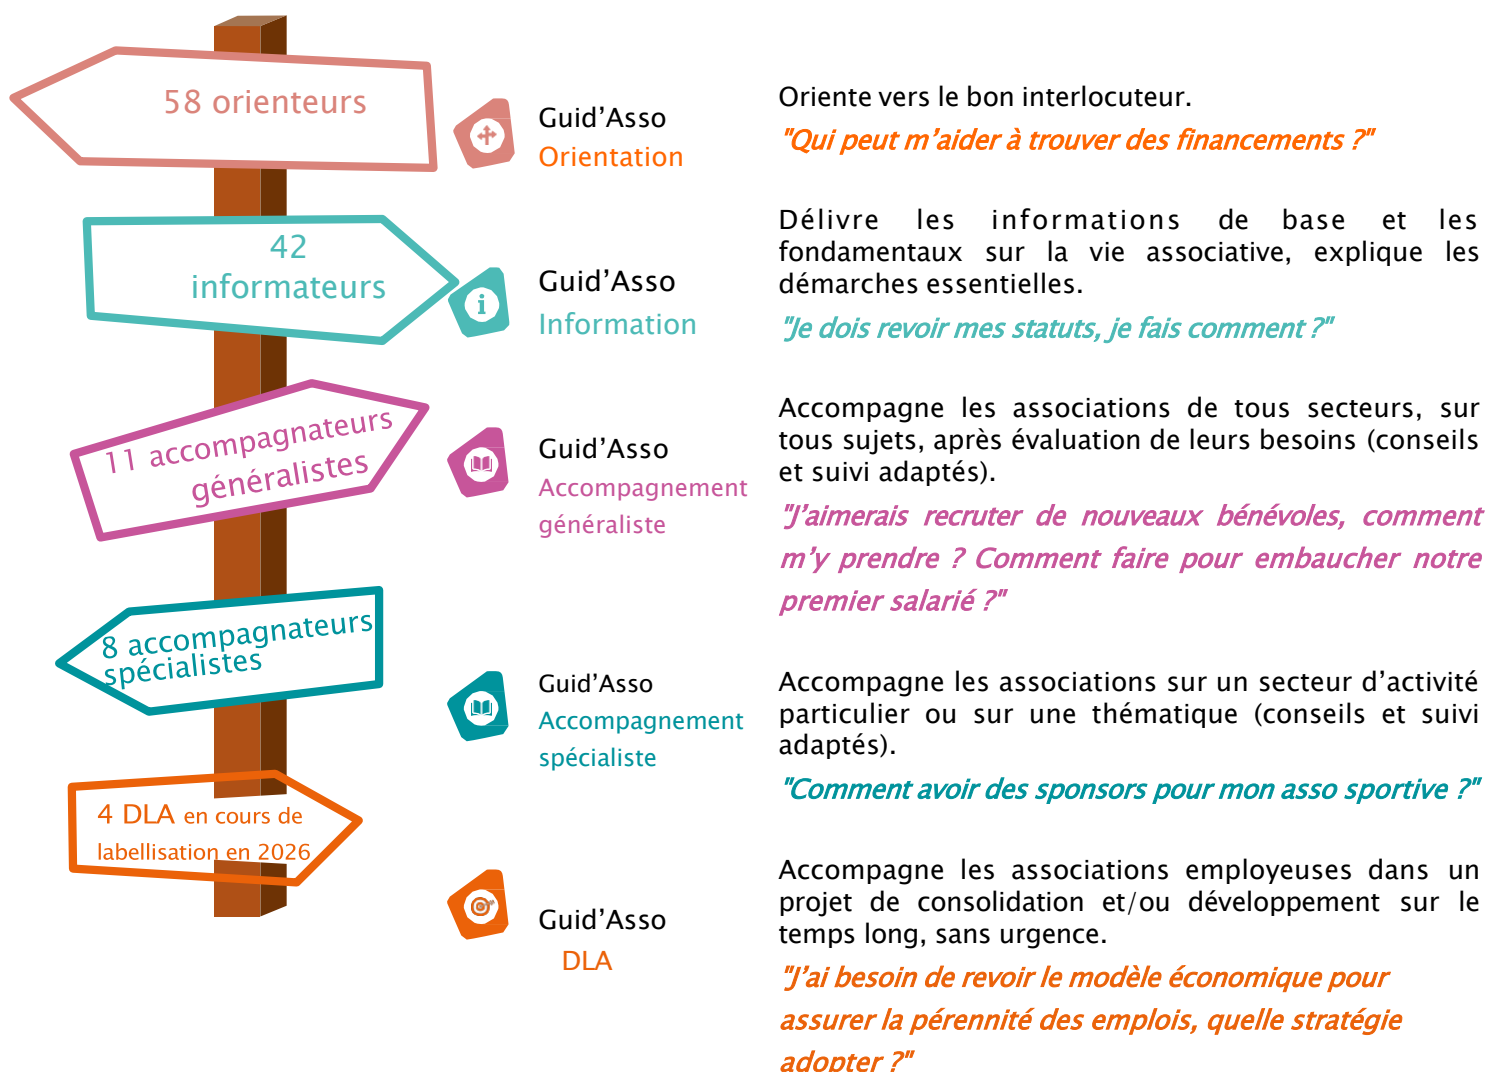 58 orienteurs
Guid'Asso
Orientation
Oriente vers le bon interlocuteur.
"Qui peut m'aider à trouver des financements ?"
42
informateurs
Guid'Asso
Information
Délivre les informations de base et les
fondamentaux sur la vie associative, explique les
démarches essentielles.
"Je dois revoir mes statuts, je fais comment ?"
11 accompagnateurs
généralistes
Guid'Asso
Accompagnement
généraliste
Accompagne les associations de tous secteurs, sur
tous sujets, après évaluation de leurs besoins (conseils
et suivi adaptés).
"J'aimerais recruter de nouveaux bénévoles, comment
m'y prendre ? Comment faire pour embaucher notre
premier salarié ?"
8 accompagnateurs
spécialistes
Guid'Asso
Accompagnement
spécialiste
Accompagne les associations sur un secteur d'activité
particulier ou sur une thématique (conseils et suivi
adaptés).
"Comment avoir des sponsors pour mon asso sportive ?"
4 DLA en cours de
labellisation en 2026
Guid'Asso
DLA
Accompagne les associations employeuses dans un
projet de consolidation et/ou développement sur le
temps long, sans urgence.
"J'ai besoin de revoir le modèle économique pour
assurer la pérennité des emplois, quelle stratégie
adopter ?"